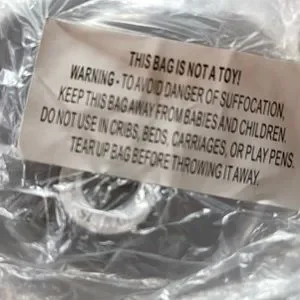 THIS BAG IS NOT A TOY!
WARNING - TO AVOID DANGER OF SUFFOCATION,
KEEP THIS BAG AWAY FROM BABIES AND CHILDREN.
DO NOT USE IN CRIBS, BEDS, CARRIAGES, OR PLAY PENS.
TEAR UP BAG BEFORE THROWING IT AWAY.